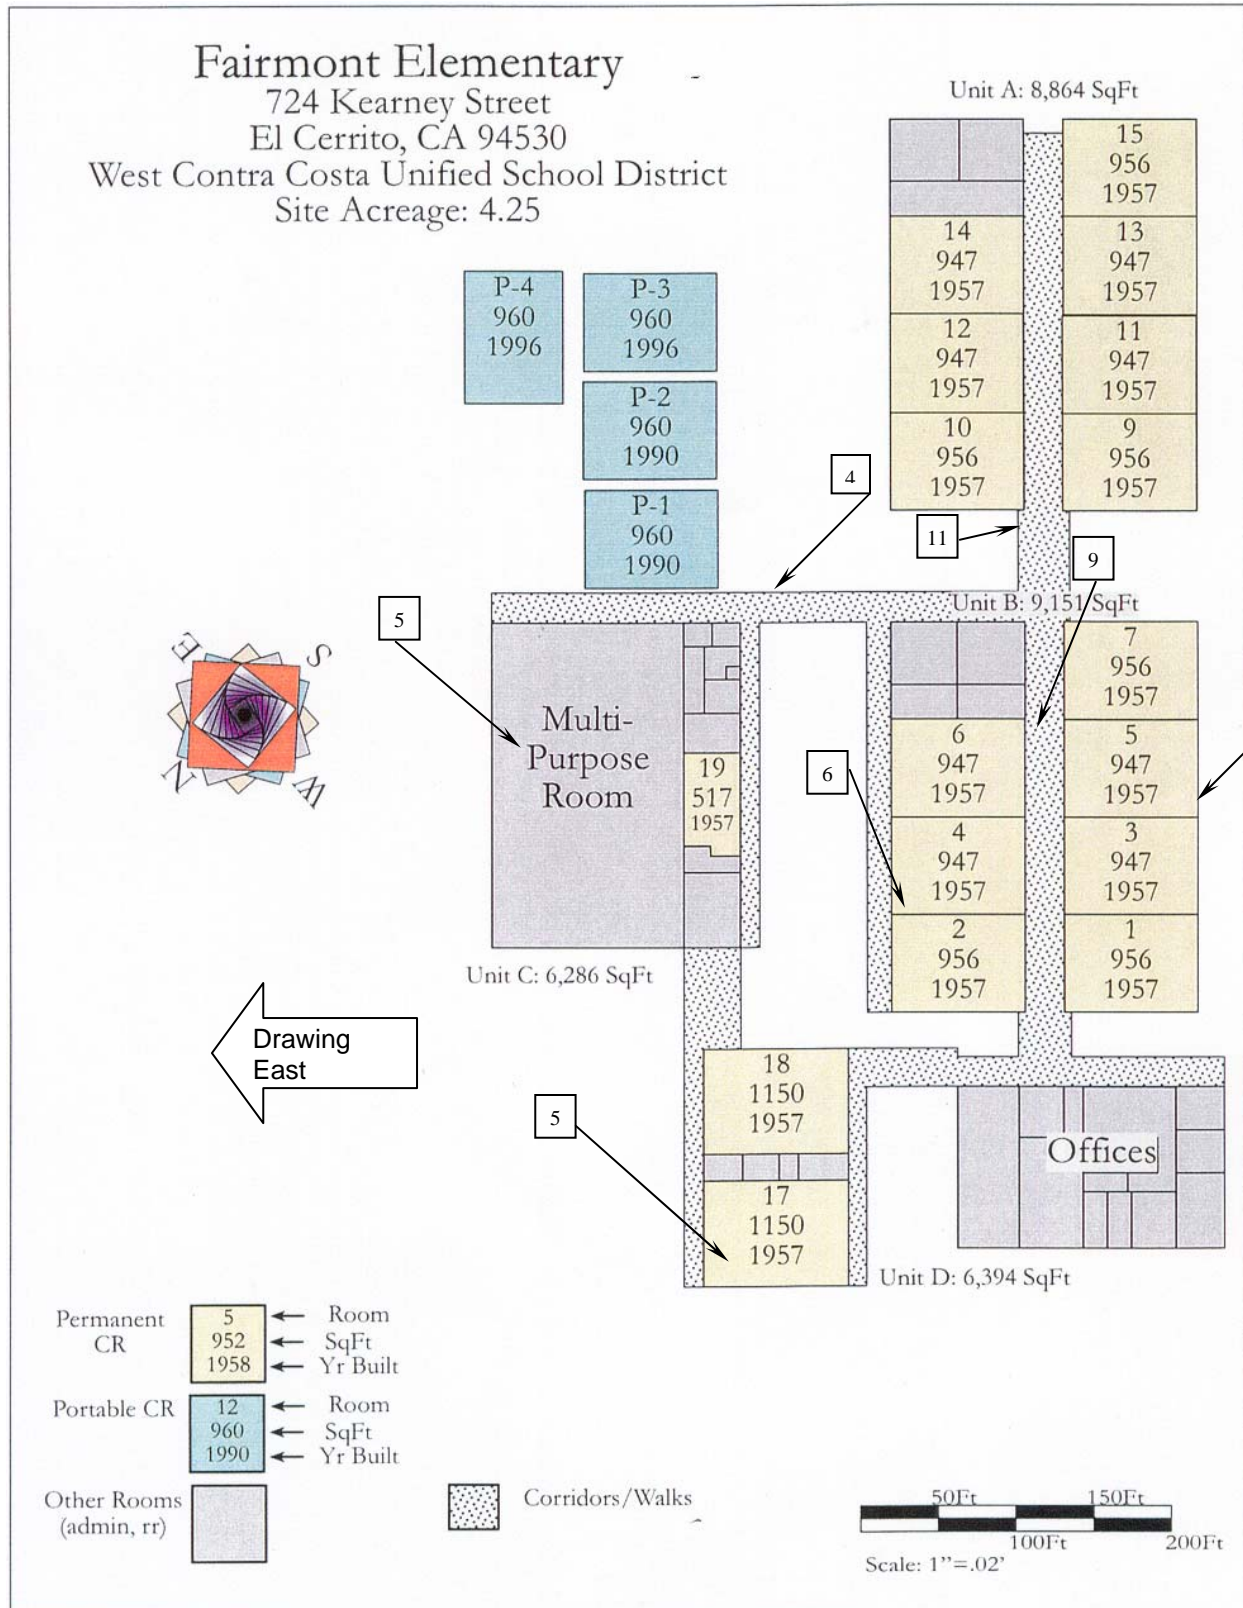 Fairmont Elementary
724 Kearney Street
El Cerrito, CA 94530
West Contra Costa Unified School District
Site Acreage: 4.25
Unit A: 8,864 SqFt
15
956
1957
14
947
1957
13
947
1957
12
947
1957
11
947
1957
10
956
1957
9
956
1957
P-4
960
1996
P-3
960
1996
P-2
960
1990
P-1
960
1990
4
11
9
5
Unit B: 9,151 SqFt
7
956
1957
6
947
1957
5
947
1957
4
947
1957
3
947
1957
2
956
1957
1
956
1957
6
Multi-
Purpose
Room
19
517
1957
E
S
N
W
Unit C: 6,286 SqFt
Drawing
East
18
1150
1957
5
17
1150
1957
Offices
Unit D: 6,394 SqFt
Permanent
CR
5
952
1958
Room
SqFt
Yr Built
Portable CR
12
960
1990
Room
SqFt
Yr Built
Other Rooms
(admin, rr)
Corridors/Walks
50Ft
150Ft
100Ft
200Ft
Scale: 1”=.02’